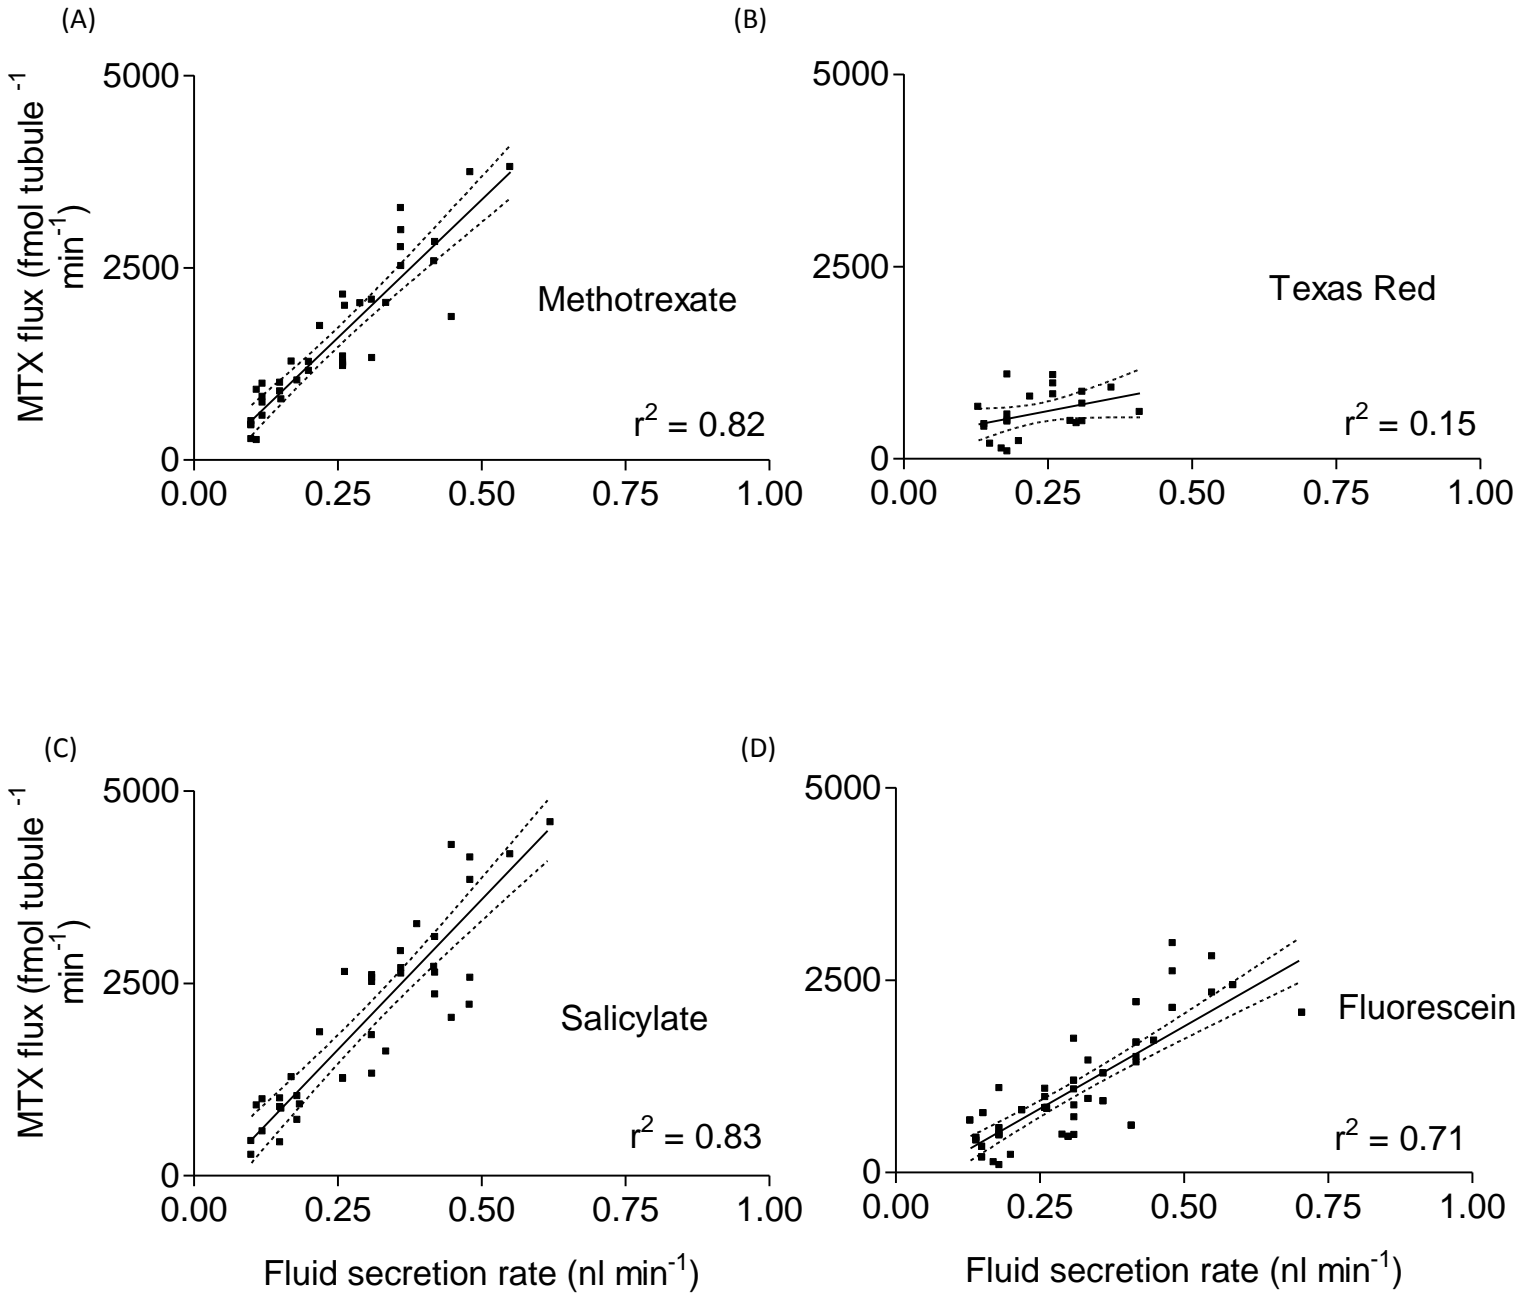 (A)
(B)
MTX flux (fmol tubule⁻¹
min⁻¹)
5000
2500
0
0.00 0.25 0.50 0.75 1.00
Methotrexate
r² = 0.82
5000
2500
0
0.00 0.25 0.50 0.75 1.00
Texas Red
r² = 0.15
(C)
(D)
MTX flux (fmol tubule⁻¹
min⁻¹)
5000
2500
0
0.00 0.25 0.50 0.75 1.00
Salicylate
r² = 0.83
Fluid secretion rate (nl min⁻¹)
5000
2500
0
0.00 0.25 0.50 0.75 1.00
Fluorescein
r² = 0.71
Fluid secretion rate (nl min⁻¹)